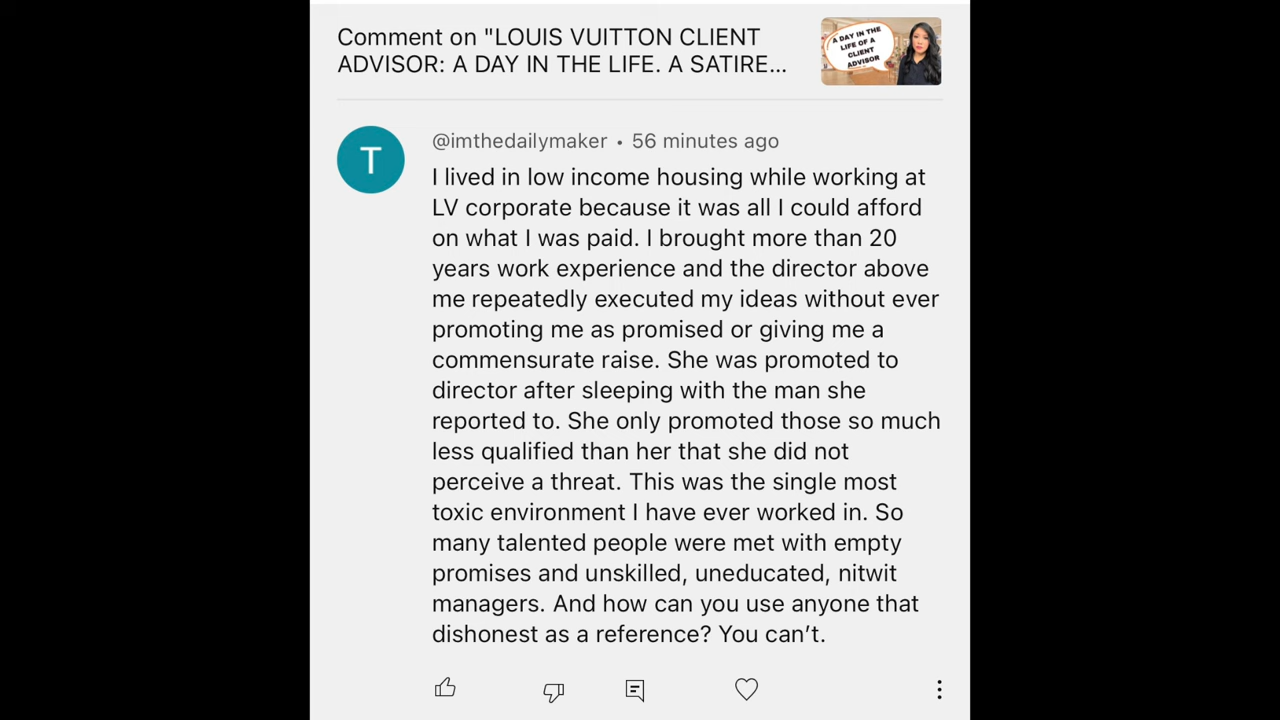 Comment on "LOUIS VUITTON CLIENT
ADVISOR: A DAY IN THE LIFE. A SATIRE...
A DAY IN THE
LIFE OF A
CLIENT
ADVISOR
T
@imthedailymaker • 56 minutes ago
I lived in low income housing while working at
LV corporate because it was all I could afford
on what I was paid. I brought more than 20
years work experience and the director above
me repeatedly executed my ideas without ever
promoting me as promised or giving me a
commensurate raise. She was promoted to
director after sleeping with the man she
reported to. She only promoted those so much
less qualified than her that she did not
perceive a threat. This was the single most
toxic environment I have ever worked in. So
many talented people were met with empty
promises and unskilled, uneducated, nitwit
managers. And how can you use anyone that
dishonest as a reference? You can’t.